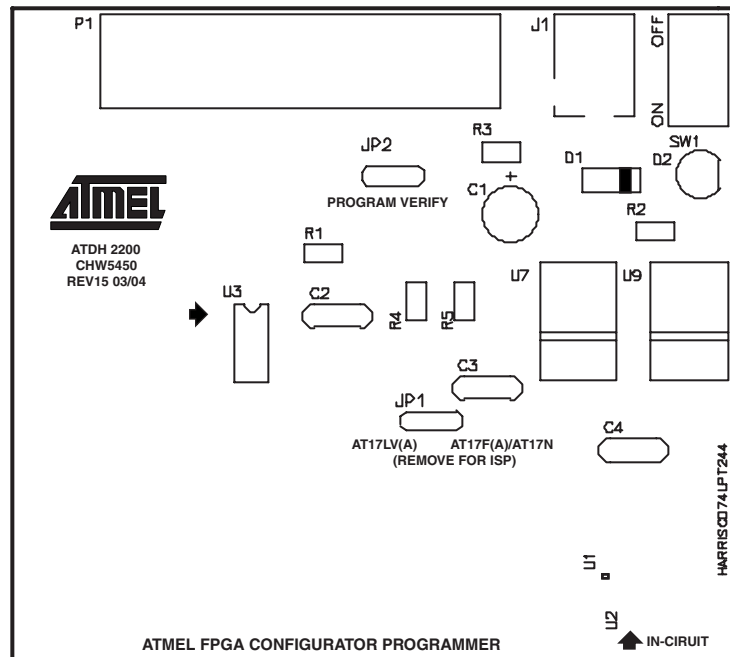 P1
J1
OFF
ON
SW1
R3
JP2
PROGRAM VERIFY
+
C1
D1
D2
R2
ATMEL
ATDH 2200
CHW5450
REV15 03/04
R1
U3
C2
R4
R5
U7
U9
C3
JP1
AT17LV(A) AT17F(A)/AT17N
(REMOVE FOR ISP)
C4
U1
U2
IN-CIRUIT
ATMEL FPGA CONFIGURATOR PROGRAMMER